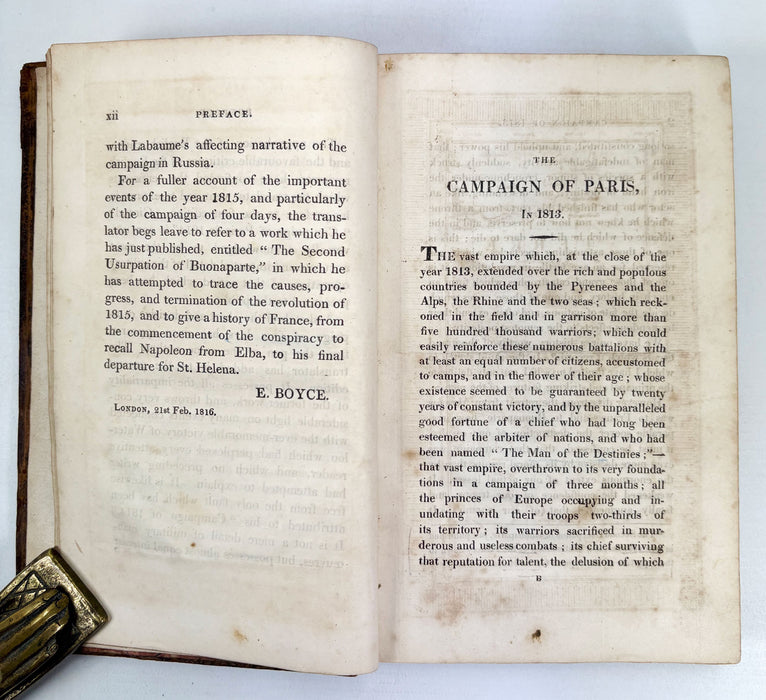 xii PREFACE.
with Labaume's affecting narrative of the
campaign in Russia.
For a fuller account of the important
events of the year 1815, and particularly
of the campaign of four days, the trans-
lator begs leave to refer to a work which he
has just published, entitled “ The Second
Usurpation of Buonaparte,” in which he
has attempted to trace the causes, pro-
gress, and termination of the revolution of
1815, and to give a history of France, from
the commencement of the conspiracy to
recall Napoleon from Elba, to his final
departure for St. Helena.
E. BOYCE.
LONDON, 21st Feb. 1816.
THE
CAMPAIGN OF PARIS,
IN 1813.
THE vast empire which, at the close of the
year 1813, extended over the rich and populous
countries bounded by the Pyrenees and the
Alps, the Rhine and the two seas ; which reck-
oned in the field and in garrison more than
five hundred thousand warriors; which could
easily reinforce these numerous battalions with
at least an equal number of citizens, accustomed
to camps, and in the flower of their age ; whose
existence seemed to be guaranteed by twenty
years of constant victory, and by the unparalleled
good fortune of a chief who had long been
esteemed the arbiter of nations, and who had
been named “ The Man of the Destinies ;”—
that vast empire, overthrown to its very founda-
tions in a campaign of three months ; all
the princes of Europe occupying and in-
undating with their troops two-thirds of
its territory ; its warriors sacrificed in mur-
derous and useless combats ; its chief surviving
that reputation for talent, the delusion of which
B